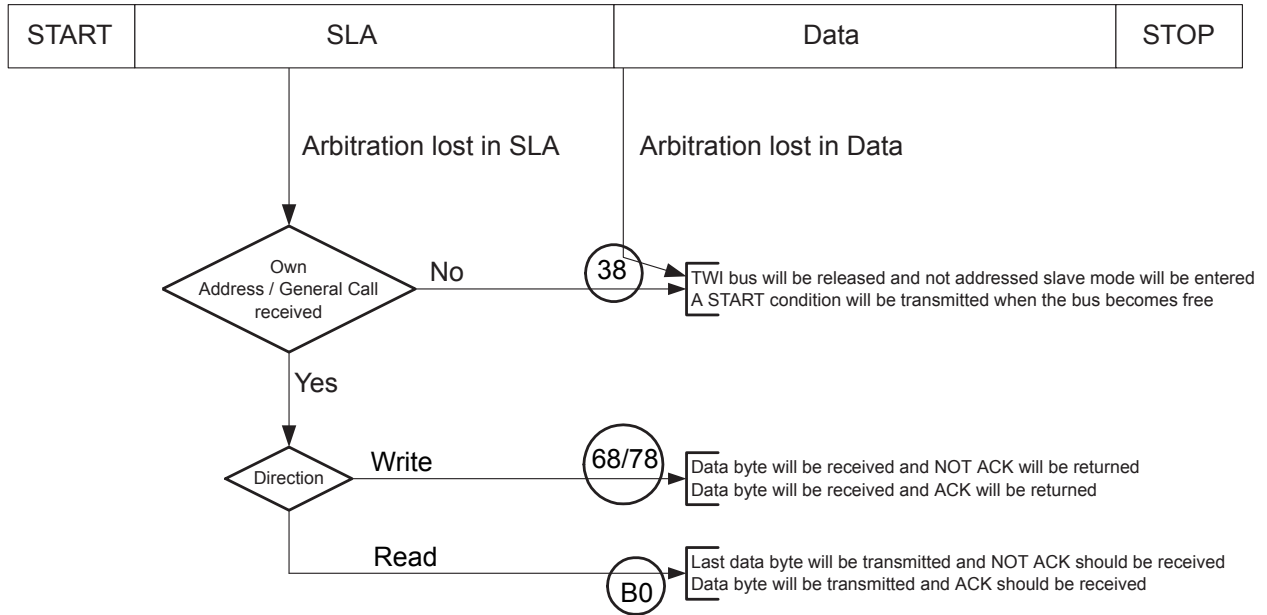 START SLA Data STOP
Arbitration lost in SLA Arbitration lost in Data
Own
Address / General Call
received
No
38
TWI bus will be released and not addressed slave mode will be entered
A START condition will be transmitted when the bus becomes free
Yes
Direction
Write
68/78
Data byte will be received and NOT ACK will be returned
Data byte will be received and ACK will be returned
Read
B0
Last data byte will be transmitted and NOT ACK should be received
Data byte will be transmitted and ACK should be received